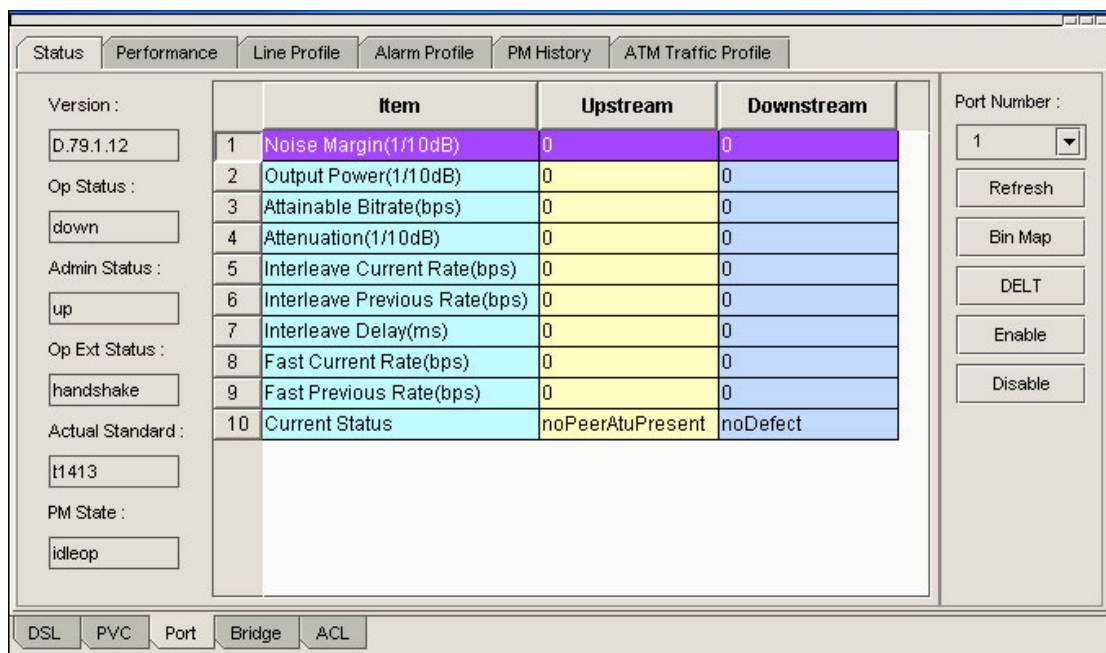 Status Performance Line Profile Alarm Profile PM History ATM Traffic Profile
Version :
D.79.1.12
Op Status :
down
Admin Status :
up
Op Ext Status :
handshake
Actual Standard :
t1413
PM State :
idleop
Item Upstream Downstream
1 Noise Margin(1/10dB) 0 0
2 Output Power(1/10dB) 0 0
3 Attainable Bitrate(bps) 0 0
4 Attenuation(1/10dB) 0 0
5 Interleave Current Rate(bps) 0 0
6 Interleave Previous Rate(bps) 0 0
7 Interleave Delay(ms) 0 0
8 Fast Current Rate(bps) 0 0
9 Fast Previous Rate(bps) 0 0
10 Current Status noPeerAtuPresent noDefect
Port Number :
1
Refresh
Bin Map
DELT
Enable
Disable
DSL PVC Port Bridge ACL